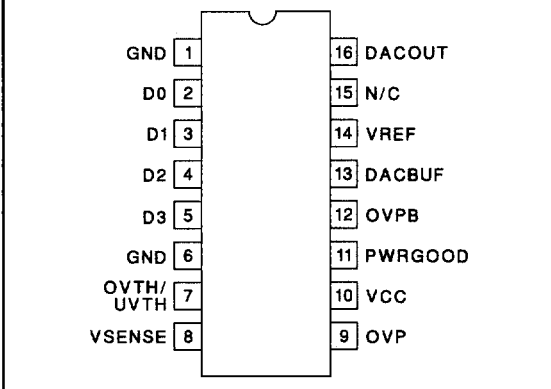 GND 1 16 DACOUT
D0 2 15 N/C
D1 3 14 VREF
D2 4 13 DACBUF
D3 5 12 OVPB
GND 6 11 PWRGOOD
OVTH/
UVTH 7 10 VCC
VSENSE 8 9 OVP